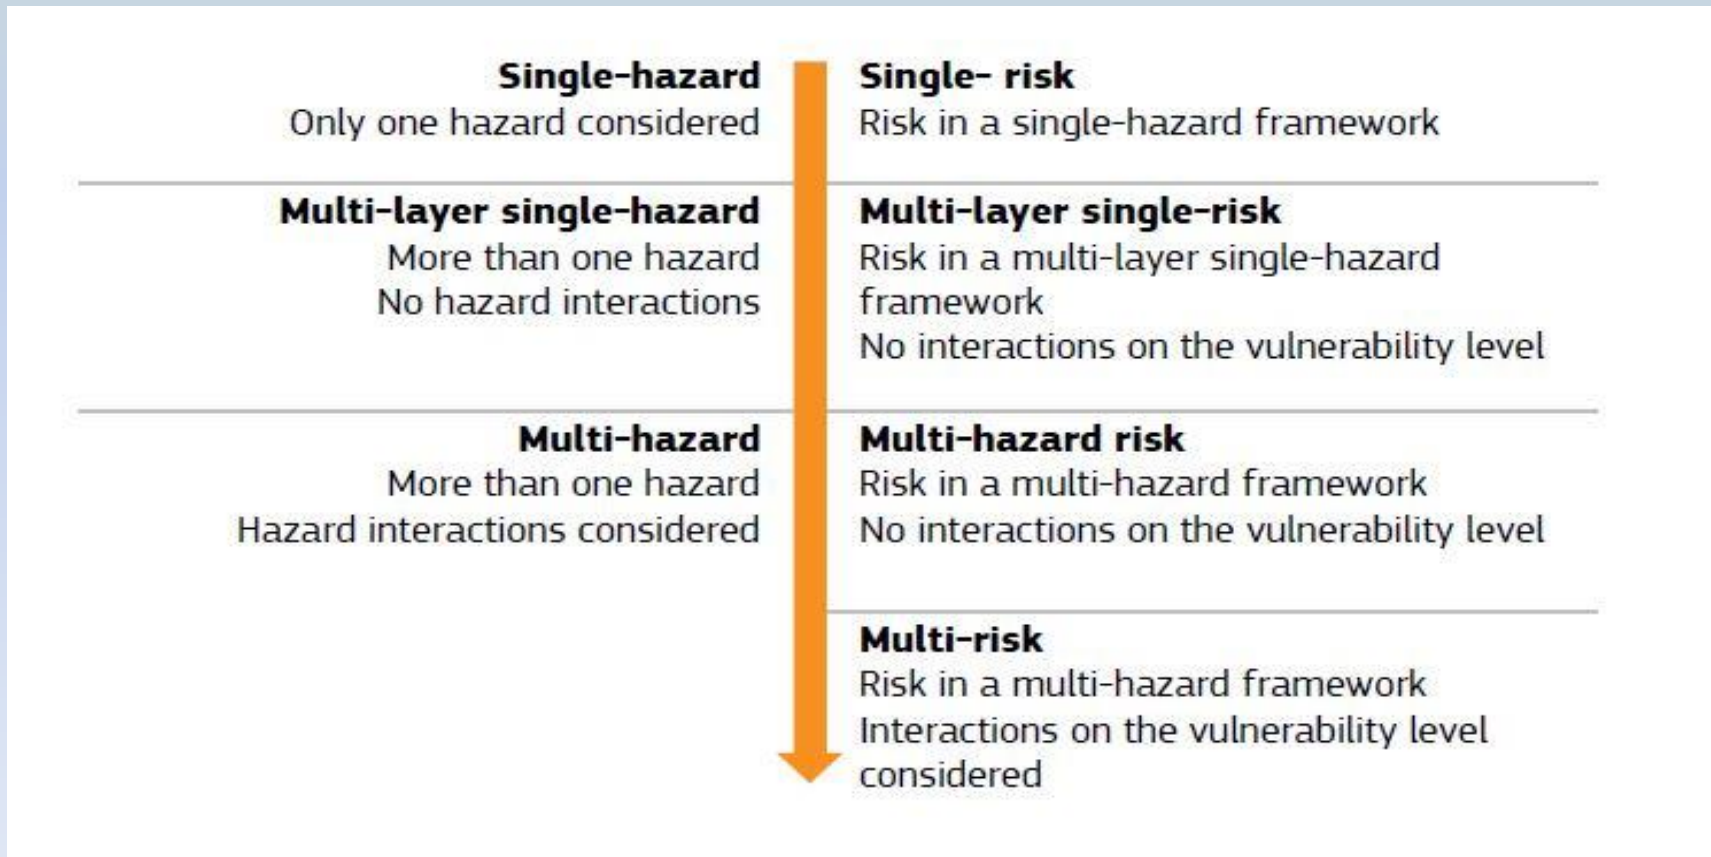 Single-hazard
Only one hazard considered
Single- risk
Risk in a single-hazard framework
Multi-layer single-hazard
More than one hazard
No hazard interactions
Multi-layer single-risk
Risk in a multi-layer single-hazard
framework
No interactions on the vulnerability level
Multi-hazard
More than one hazard
Hazard interactions considered
Multi-hazard risk
Risk in a multi-hazard framework
No interactions on the vulnerability level
Multi-risk
Risk in a multi-hazard framework
Interactions on the vulnerability level
considered